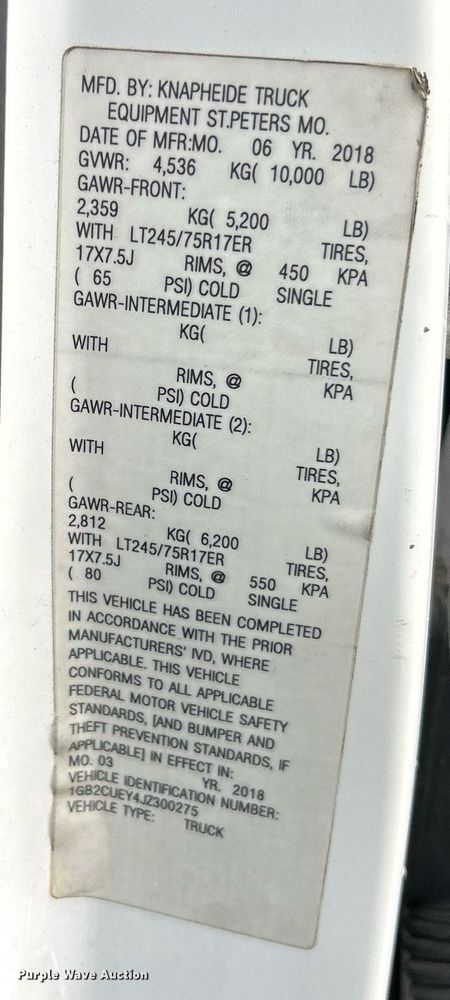 MFD. BY: KNAPHEIDE TRUCK
EQUIPMENT ST.PETERS MO.
DATE OF MFR:MO. 06 YR. 2018
GVWR: 4,536 KG( 10,000 LB)
GAWR-FRONT:
2,359 KG( 5,200 LB)
WITH LT245/75R17ER TIRES,
17X7.5J RIMS, @ 450 KPA
( 65 PSI) COLD SINGLE
GAWR-INTERMEDIATE (1):
KG( LB)
WITH TIRES,
RIMS, @ KPA
( PSI) COLD
GAWR-INTERMEDIATE (2):
KG( LB)
WITH TIRES,
RIMS, @ KPA
( PSI) COLD
GAWR-REAR:
2,812 KG( 6,200 LB)
WITH LT245/75R17ER TIRES,
17X7.5J RIMS, @ 550 KPA
( 80 PSI) COLD SINGLE
THIS VEHICLE HAS BEEN COMPLETED
IN ACCORDANCE WITH THE PRIOR
MANUFACTURERS' IVD, WHERE
APPLICABLE. THIS VEHICLE
CONFORMS TO ALL APPLICABLE
FEDERAL MOTOR VEHICLE SAFETY
STANDARDS, [AND BUMPER AND
THEFT PREVENTION STANDARDS, IF
APPLICABLE] IN EFFECT IN:
MO. 03 YR. 2018
VEHICLE IDENTIFICATION NUMBER:
1GB2CUEY4JZ300275
VEHICLE TYPE: TRUCK
Purple Wave Auction